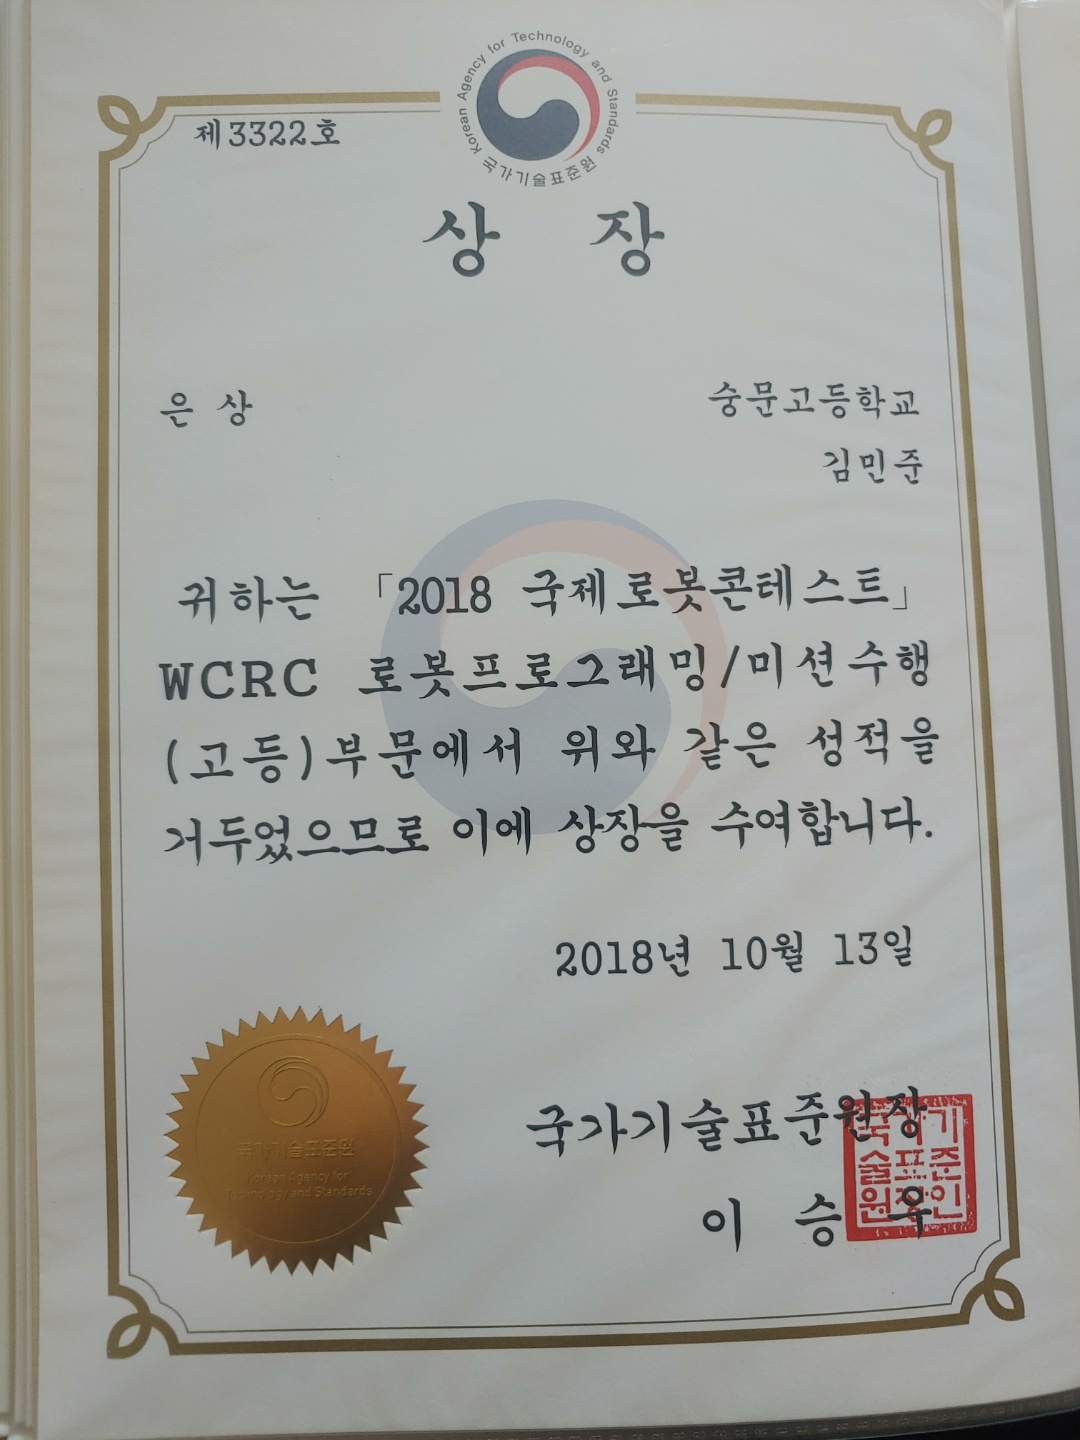 Korean Agency for Technology and Standards
국가기술표준원
제3322호
상 장
은 상
숭문고등학교
김민준
귀하는 「2018 국제로봇콘테스트」
WCRC 로봇프로그래밍/미션수행
(고등)부문에서 위와 같은 성적을
거두었으므로 이에 상장을 수여합니다.
2018년 10월 13일
국가기술표준원장
이 승 우
국가기
술표준
원장인
국가기술표준원
Korean Agency for
Technology and Standards